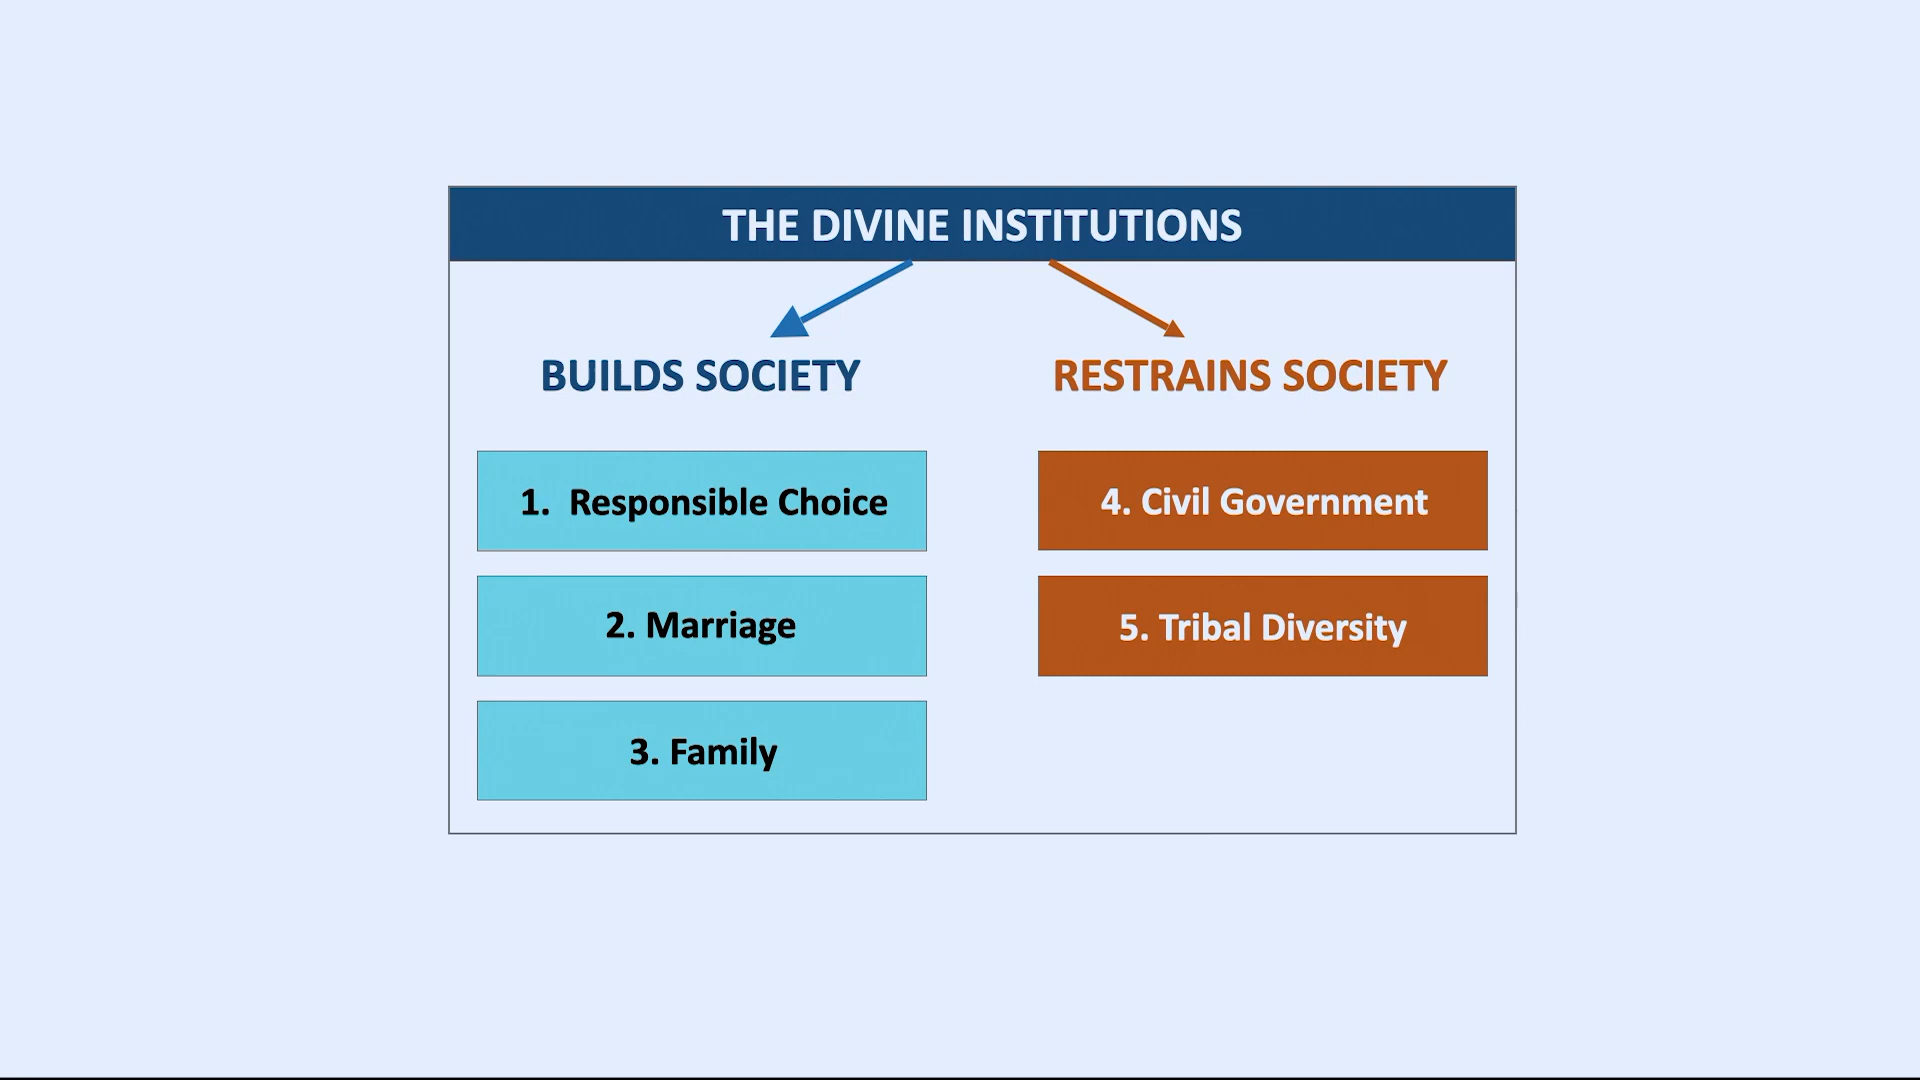 THE DIVINE INSTITUTIONS
BUILDS SOCIETY
1. Responsible Choice
2. Marriage
3. Family
RESTRAINS SOCIETY
4. Civil Government
5. Tribal Diversity